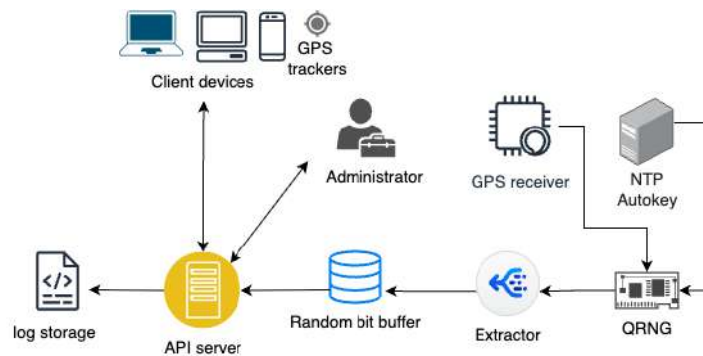 GPS
trackers
Client devices
Administrator
GPS receiver
NTP
Autokey
</>
log storage
API server
Random bit buffer
Extractor
QRNG